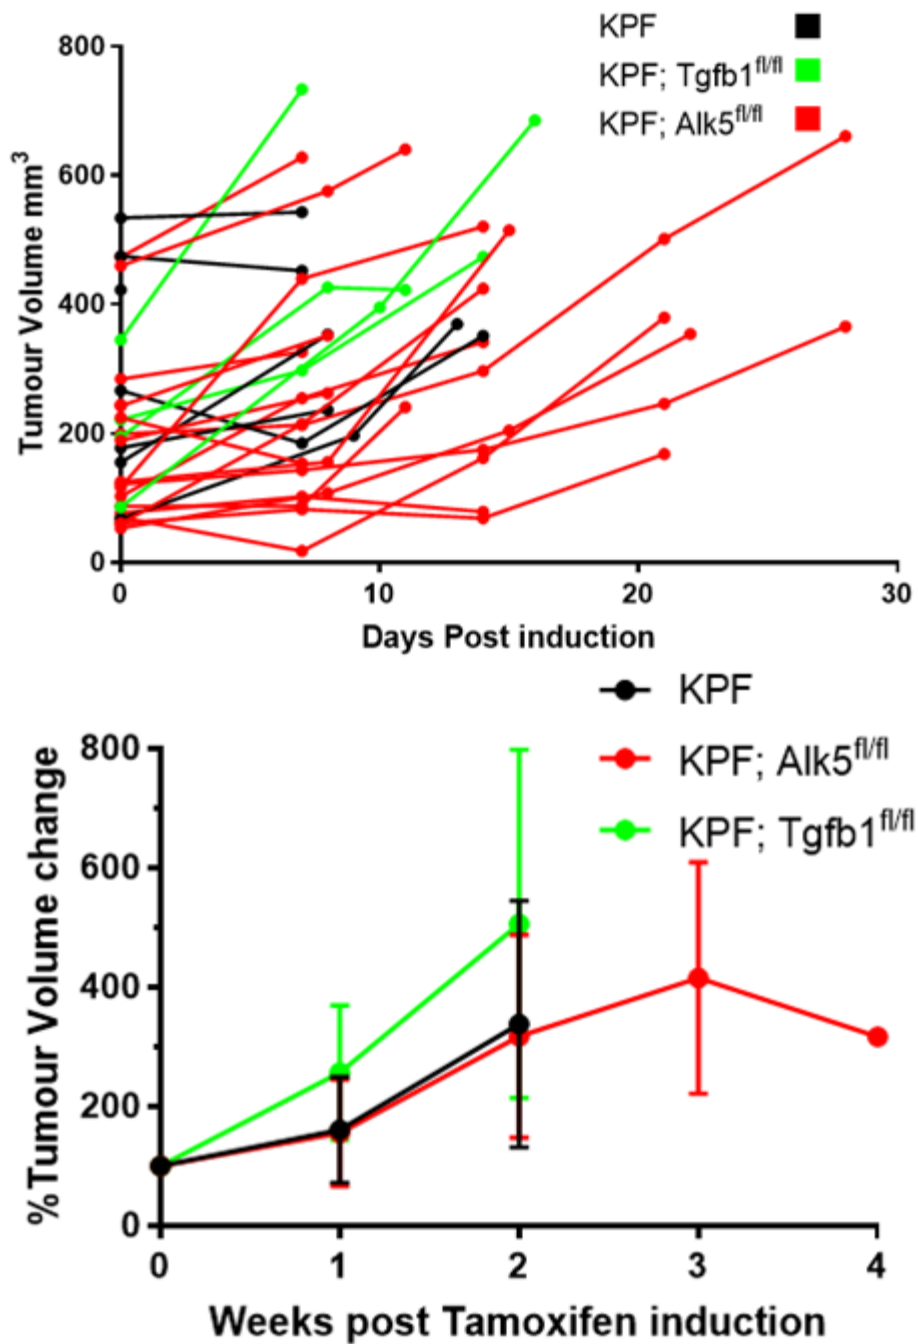 KPF
KPF; Tgfb1fl/fl
KPF; Alk5fl/fl
Tumour Volume mm3
800
600
400
200
0
0 10 20 30
Days Post induction
KPF
KPF; Alk5fl/fl
KPF; Tgfb1fl/fl
%Tumour Volume change
800
600
400
200
0
0 1 2 3 4
Weeks post Tamoxifen induction